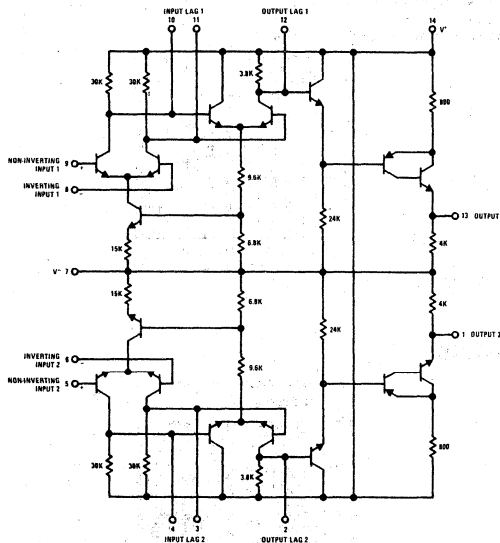 INPUT LAG 1
10 11
OUTPUT LAG 1
12
14
V+
30K
30K
3.8K
800
NON-INVERTING
INPUT 1
9
+
INVERTING
INPUT 1
8
9.6K
24K
13 OUTPUT
15K
6.8K
4K
V− 7
15K
6.8K
24K
4K
1 OUTPUT 2
INVERTING
INPUT 2
6
NON-INVERTING
INPUT 2
5
+
9.6K
30K
30K
3.8K
800
4 3
INPUT LAG 2
2
OUTPUT LAG 2